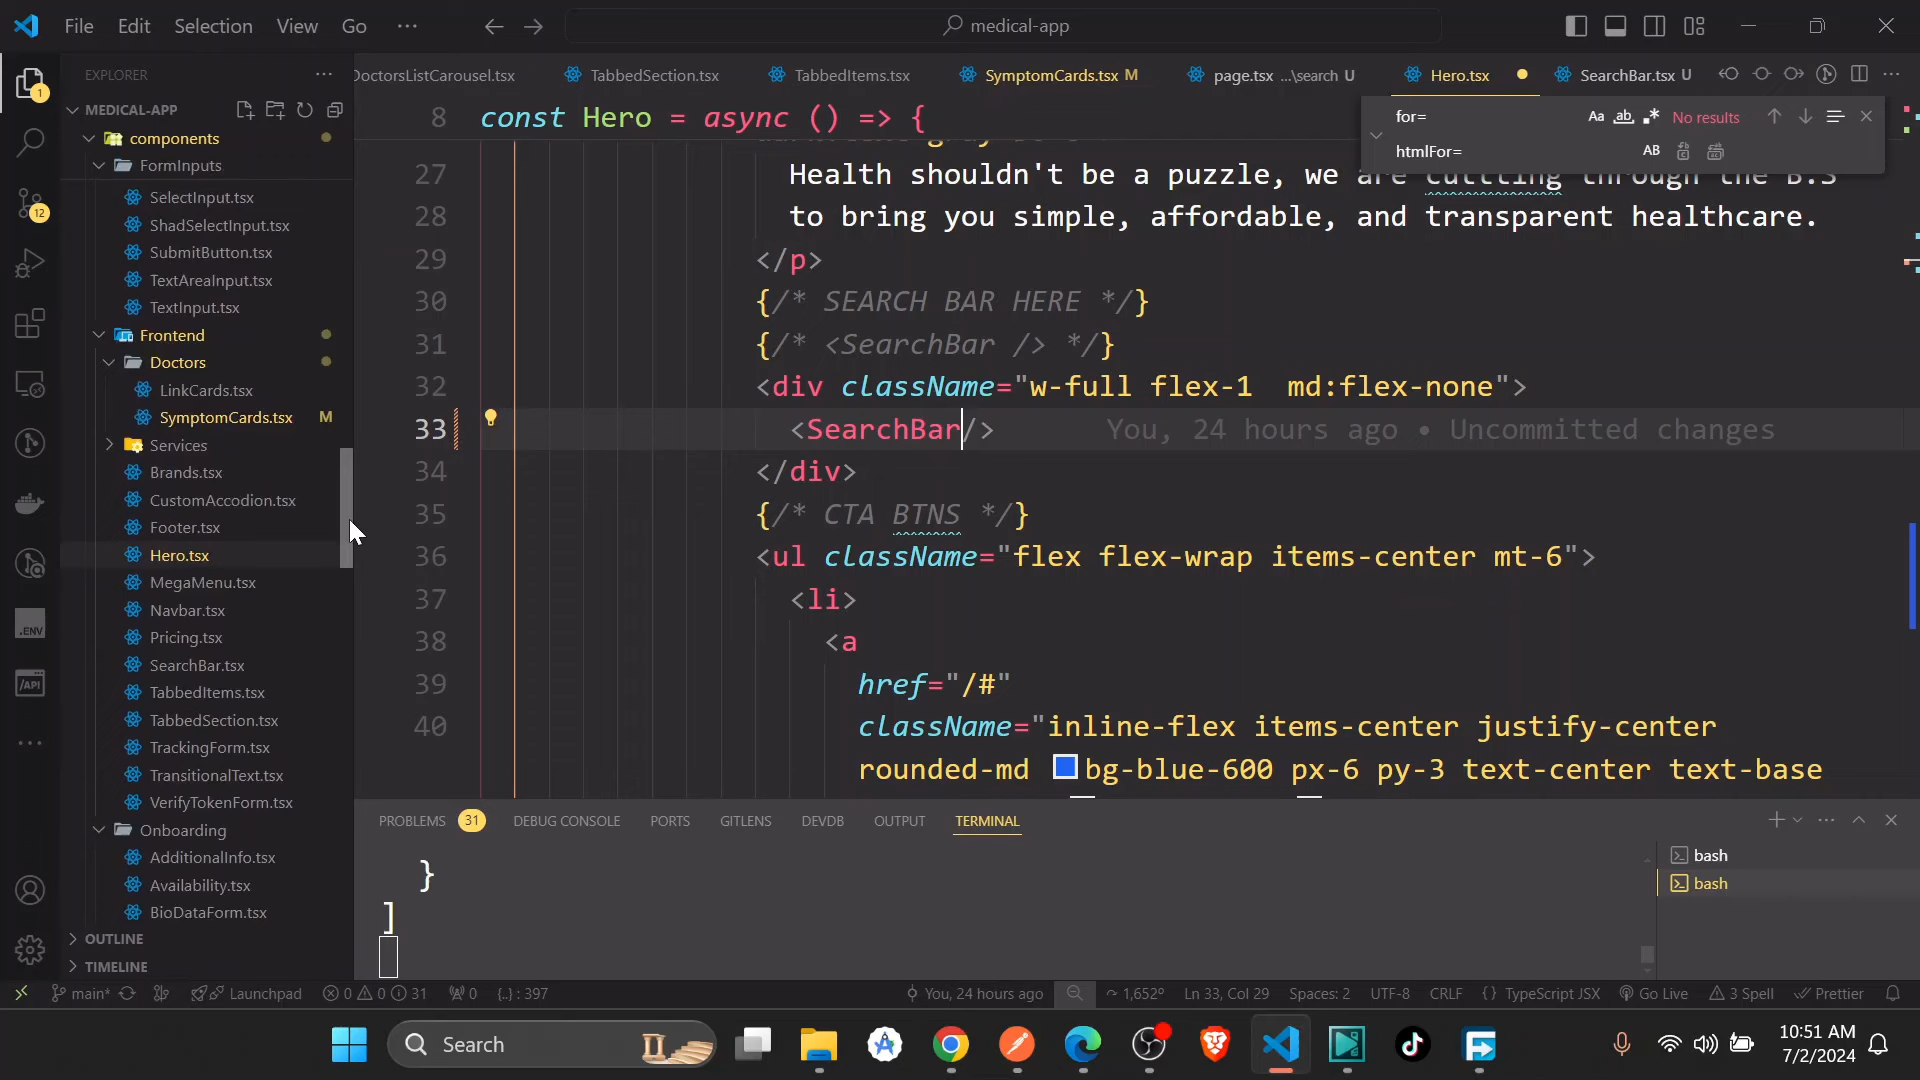 File Edit Selection View Go ··· medical-app
EXPLORER ···
DoctorsListCarousel.tsx TabbedSection.tsx TabbedItems.tsx SymptomCards.tsx M page.tsx ...\search U Hero.tsx SearchBar.tsx U
MEDICAL-APP
for= Aa ab No results
htmlFor= AB
components
FormInputs
SelectInput.tsx
ShadSelectInput.tsx
SubmitButton.tsx
TextAreaInput.tsx
TextInput.tsx
Frontend
Doctors
LinkCards.tsx
SymptomCards.tsx M
Services
Brands.tsx
CustomAccodion.tsx
Footer.tsx
Hero.tsx
MegaMenu.tsx
Navbar.tsx
Pricing.tsx
SearchBar.tsx
TabbedItems.tsx
TabbedSection.tsx
TrackingForm.tsx
TransitionalText.tsx
VerifyTokenForm.tsx
Onboarding
AdditionalInfo.tsx
Availability.tsx
BioDataForm.tsx
OUTLINE
TIMELINE
1
12
.ENV
/API
8 const Hero = async () => {
27 Health shouldn't be a puzzle, we are cuttting through the B.S
28 to bring you simple, affordable, and transparent healthcare.
29 </p>
30 {/* SEARCH BAR HERE */}
31 {/* <SearchBar /> */}
32 <div className="w-full flex-1  md:flex-none">
33 <SearchBar/> You, 24 hours ago • Uncommitted changes
34 </div>
35 {/* CTA BTNS */}
36 <ul className="flex flex-wrap items-center mt-6">
37 <li>
38 <a
39 href="/#"
40 className="inline-flex items-center justify-center
rounded-md bg-blue-600 px-6 py-3 text-center text-base
PROBLEMS 31 DEBUG CONSOLE PORTS GITLENS DEVDB OUTPUT TERMINAL
}
]
bash
bash
main* Launchpad 0 0 31 0 {..} : 397 You, 24 hours ago 1,652º Ln 33, Col 29 Spaces: 2 UTF-8 CRLF {} TypeScript JSX Go Live 3 Spell Prettier
Search
10:51 AM
7/2/2024